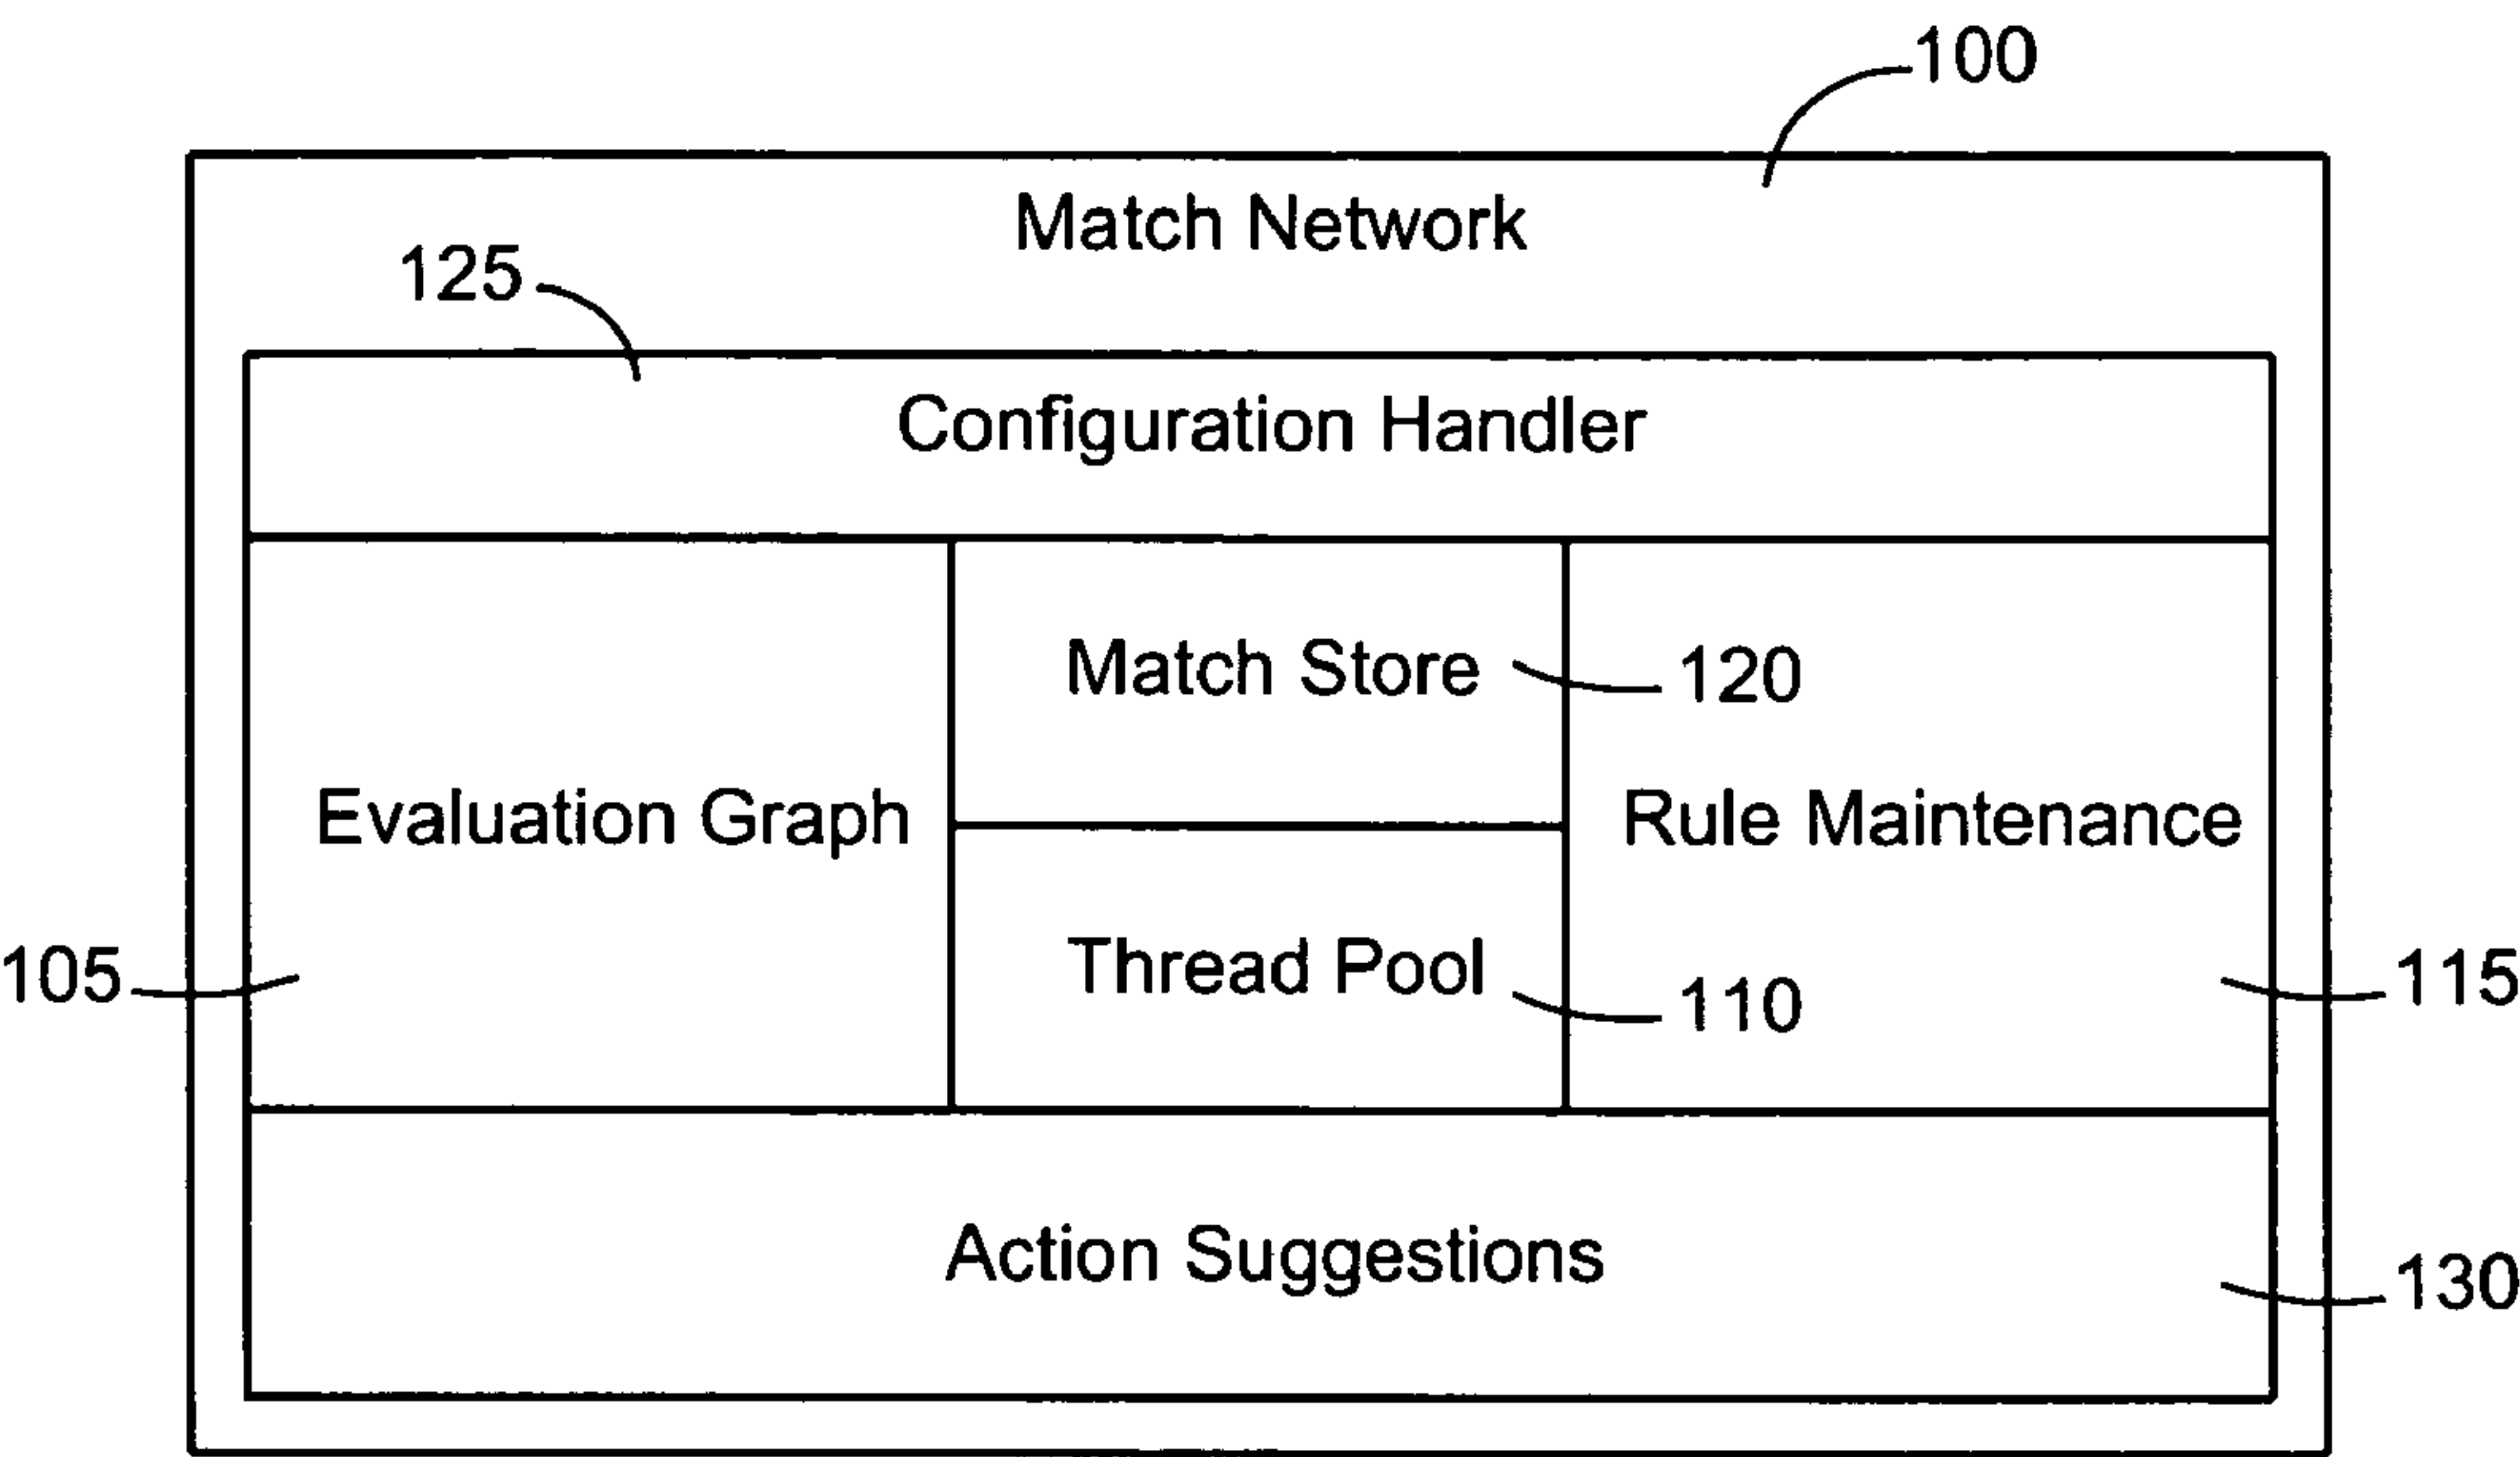 100
Match Network
125
Configuration Handler
Match Store
120
Evaluation Graph
Rule Maintenance
105
Thread Pool
110
115
Action Suggestions
130